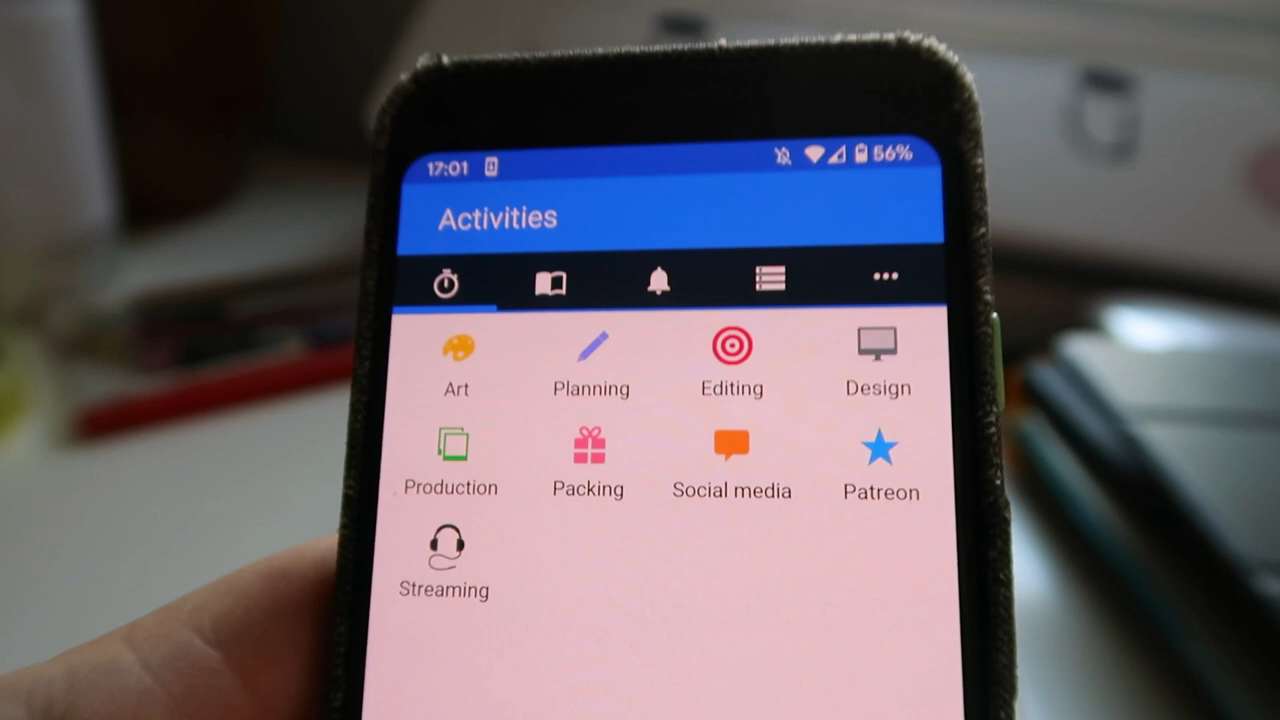 17:01 56%
Activities
Art Planning Editing Design
Production Packing Social media Patreon
Streaming